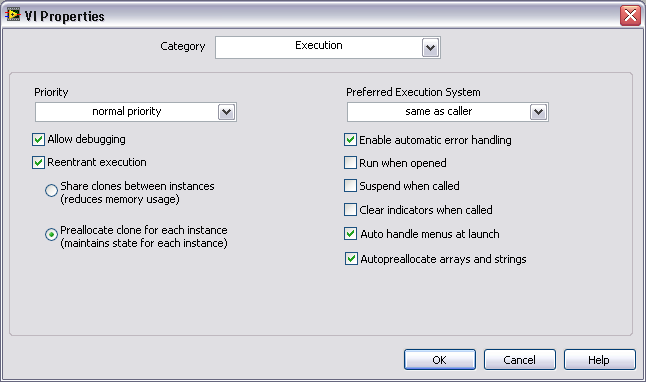 VI Properties
Category
Execution
Priority
normal priority
Allow debugging
Reentrant execution
Share clones between instances
(reduces memory usage)
Preallocate clone for each instance
(maintains state for each instance)
Preferred Execution System
same as caller
Enable automatic error handling
Run when opened
Suspend when called
Clear indicators when called
Auto handle menus at launch
Autopreallocate arrays and strings
OK
Cancel
Help